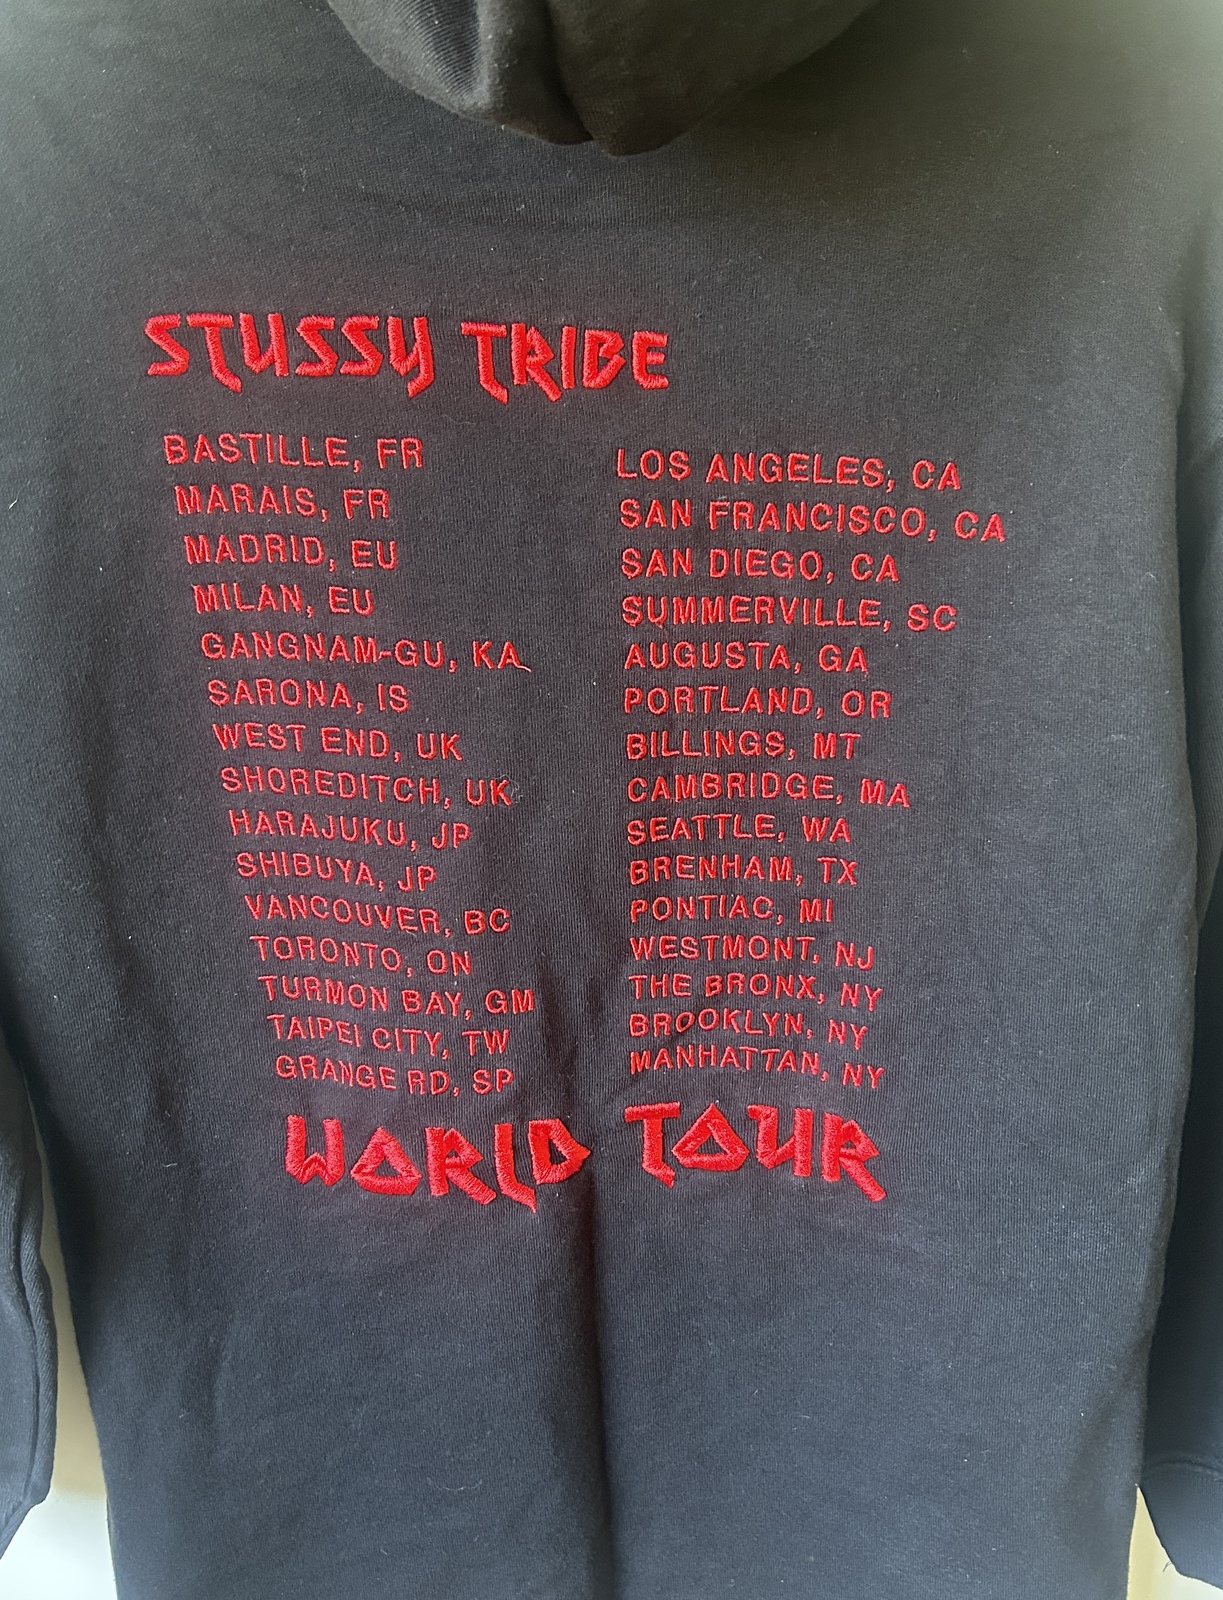 STUSSY TRIBE
BASTILLE, FR
MARAIS, FR
MADRID, EU
MILAN, EU
GANGNAM-GU, KA
SARONA, IS
WEST END, UK
SHOREDITCH, UK
HARAJUKU, JP
SHIBUYA, JP
VANCOUVER, BC
TORONTO, ON
TURMON BAY, GM
TAIPEI CITY, TW
GRANGE RD, SP
LOS ANGELES, CA
SAN FRANCISCO, CA
SAN DIEGO, CA
SUMMERVILLE, SC
AUGUSTA, GA
PORTLAND, OR
BILLINGS, MT
CAMBRIDGE, MA
SEATTLE, WA
BRENHAM, TX
PONTIAC, MI
WESTMONT, NJ
THE BRONX, NY
BROOKLYN, NY
MANHATTAN, NY
WORLD TOUR